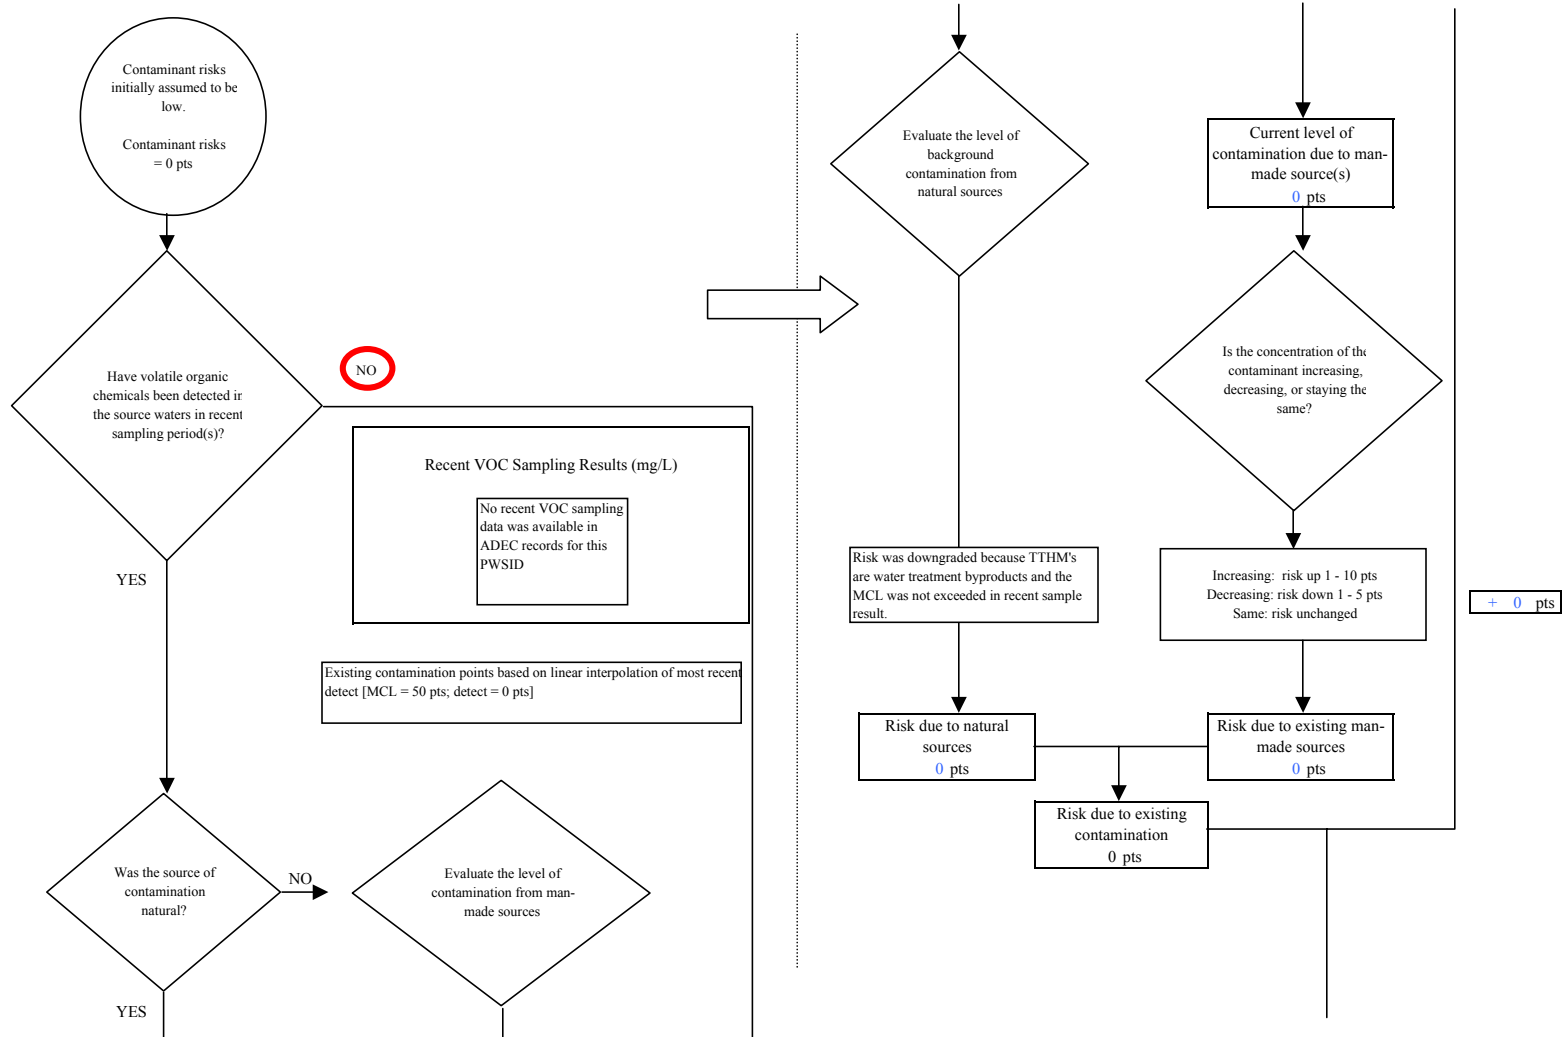 Contaminant risks
initially assumed to be
low.
Contaminant risks
= 0 pts
Have volatile organic
chemicals been detected in
the source waters in recent
sampling period(s)?
NO
Recent VOC Sampling Results (mg/L)
No recent VOC sampling
data was available in
ADEC records for this
PWSID
YES
Existing contamination points based on linear interpolation of most recent
detect [MCL = 50 pts; detect = 0 pts]
Was the source of
contamination
natural?
NO
Evaluate the level of
contamination from man-
made sources
YES
Evaluate the level of
background
contamination from
natural sources
Current level of
contamination due to man-
made source(s)
0 pts
Is the concentration of the
contaminant increasing,
decreasing, or staying the
same?
Risk was downgraded because TTHM's
are water treatment byproducts and the
MCL was not exceeded in recent sample
result.
Increasing: risk up 1 - 10 pts
Decreasing: risk down 1 - 5 pts
Same: risk unchanged
+ 0 pts
Risk due to natural
sources
0 pts
Risk due to existing man-
made sources
0 pts
Risk due to existing
contamination
0 pts